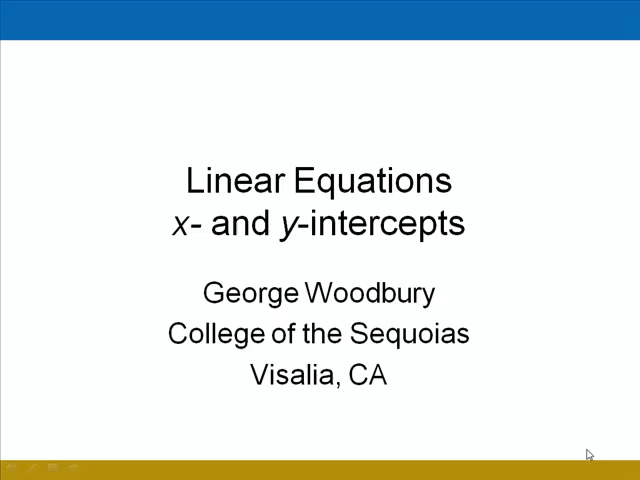 Linear Equations
x- and y-intercepts
George Woodbury
College of the Sequoias
Visalia, CA